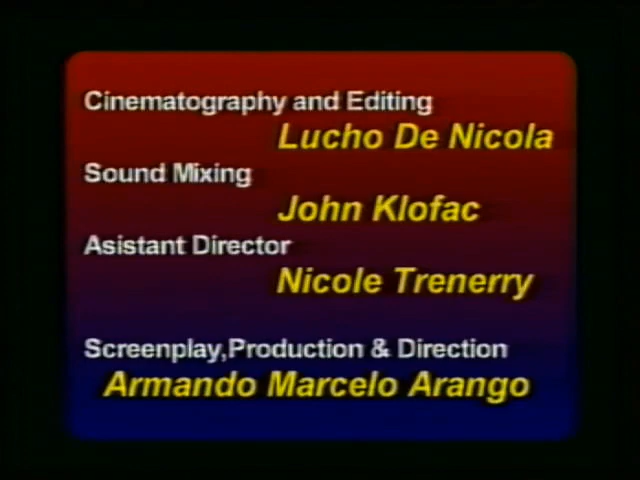 Cinematography and Editing
Lucho De Nicola
Sound Mixing
John Klofac
Asistant Director
Nicole Trenerry
Screenplay,Production & Direction
Armando Marcelo Arango